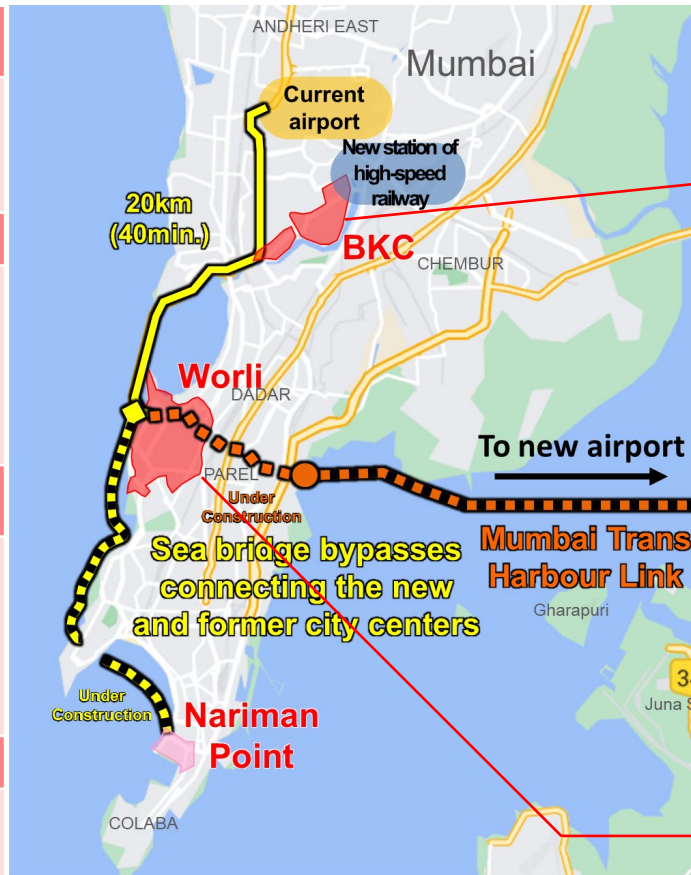 ANDHERI EAST
Mumbai
Current
airport
New station of
high-speed
railway
20km
(40min.)
BKC
CHEMBUR
Worli
DADAR
To new airport
PAREL
Under
Construction
Sea bridge bypasses
connecting the new
and former city centers
Mumbai Trans
Harbour Link
Gharapuri
Under
Construction
Nariman
Point
Juna
COLABA